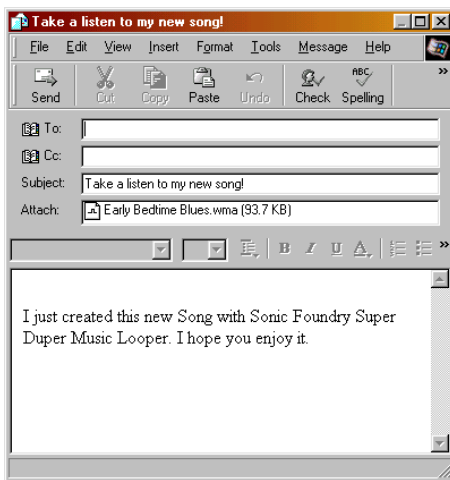 Take a listen to my new song!
File Edit View Insert Format Tools Message Help
ABC
Send Cut Copy Paste Undo Check Spelling »
To:
Cc:
Subject: Take a listen to my new song!
Attach: Early Bedtime Blues.wma (93.7 KB)
B I U A »
I just created this new Song with Sonic Foundry Super
Duper Music Looper. I hope you enjoy it.